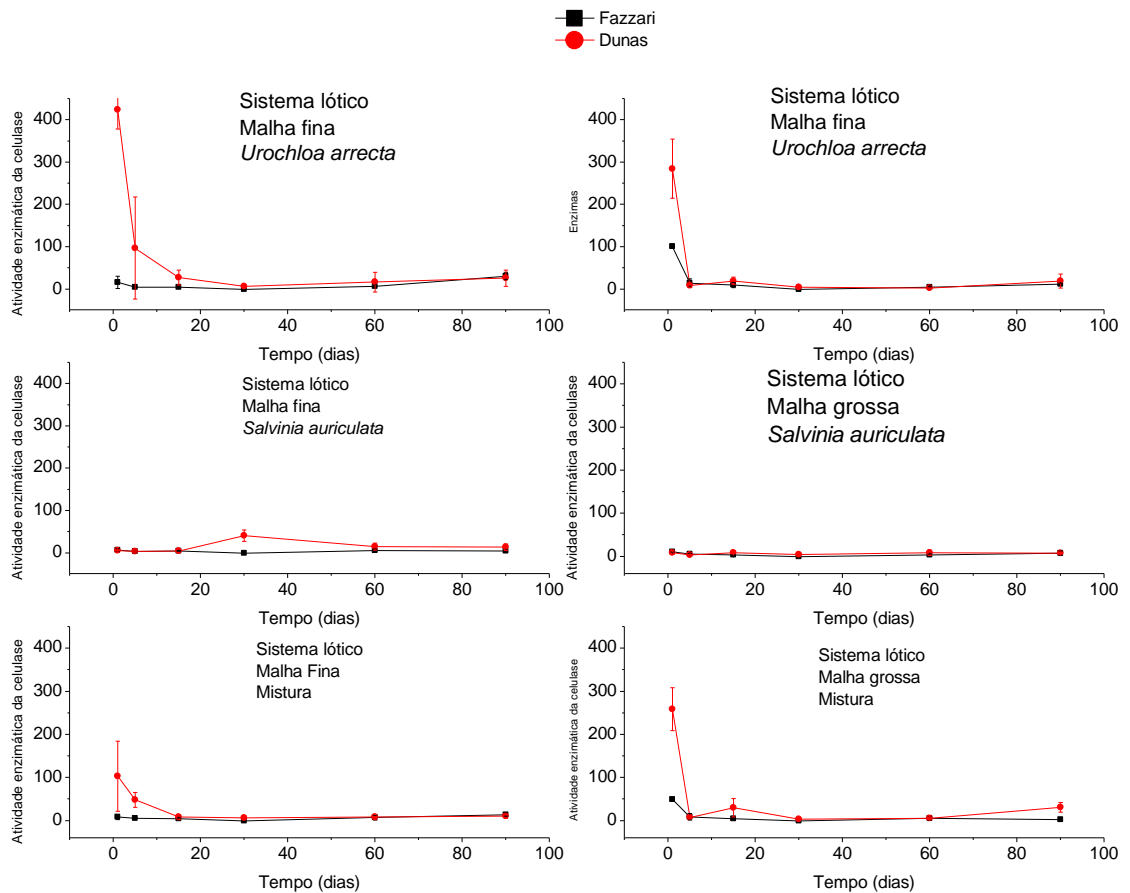 Fazzari
Dunas
Sistema lótico
Malha fina
Urochloa arrecta
Atividade enzimática da celulase
400
300
200
100
0
0 20 40 60 80 100
Tempo (dias)
Sistema lótico
Malha fina
Urochloa arrecta
Enzimas
400
300
200
100
0
0 20 40 60 80 100
Tempo (dias)
Sistema lótico
Malha fina
Salvinia auriculata
Atividade enzimática da celulase
400
300
200
100
0
0 20 40 60 80 100
Tempo (dias)
Sistema lótico
Malha grossa
Salvinia auriculata
Atividade enzimática da celulase
400
300
200
100
0
0 20 40 60 80 100
Tempo (dias)
Sistema lótico
Malha Fina
Mistura
Atividade enzimática da celulase
400
300
200
100
0
0 20 40 60 80 100
Tempo (dias)
Sistema lótico
Malha grossa
Mistura
Atividade enzimática da celulase
400
300
200
100
0
0 20 40 60 80 100
Tempo (dias)